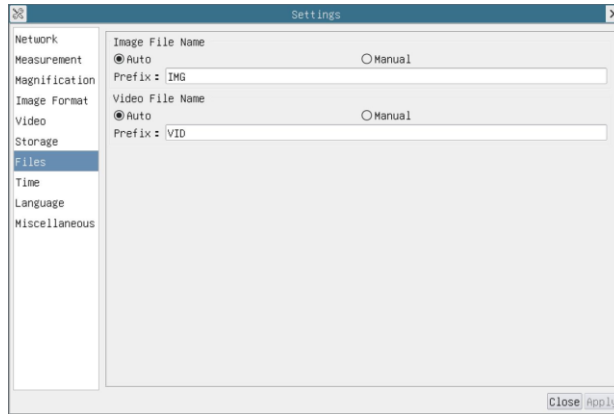 Settings
Network
Measurement
Magnification
Image Format
Video
Storage
Files
Time
Language
Miscellaneous
Image File Name
Auto Manual
Prefix: IMG
Video File Name
Auto Manual
Prefix: VID
Close Apply